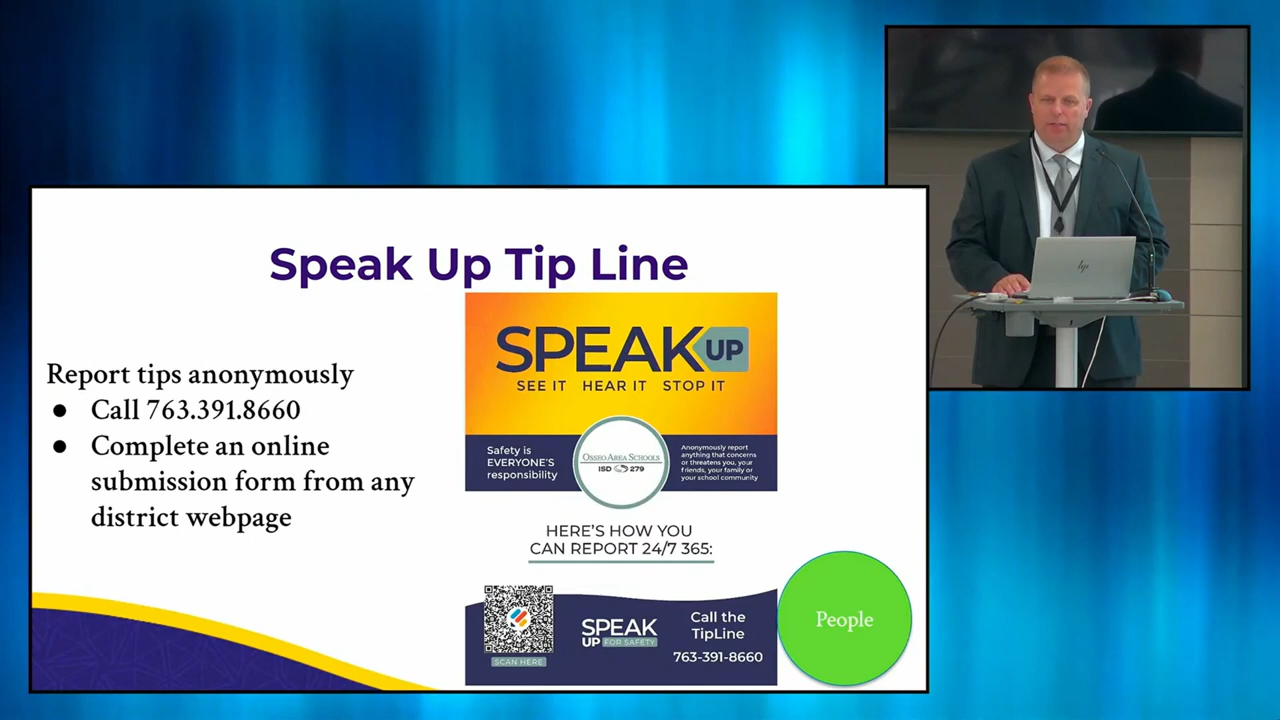 Speak Up Tip Line
Report tips anonymously
● Call 763.391.8660
● Complete an online
submission form from any
district webpage
SPEAK UP
SEE IT HEAR IT STOP IT
Safety is
EVERYONE'S
responsibility
OSSEO AREA SCHOOLS
ISD 279
Anonymously report
anything that concerns
or threatens you, your
friends, your family or
your school community
HERE'S HOW YOU
CAN REPORT 24/7 365:
SCAN HERE
SPEAK
UP FOR SAFETY
Call the
TipLine
763-391-8660
People
hp